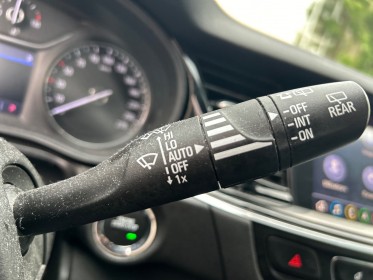 HI
LO
AUTO
OFF
1x
OFF
INT
ON
REAR